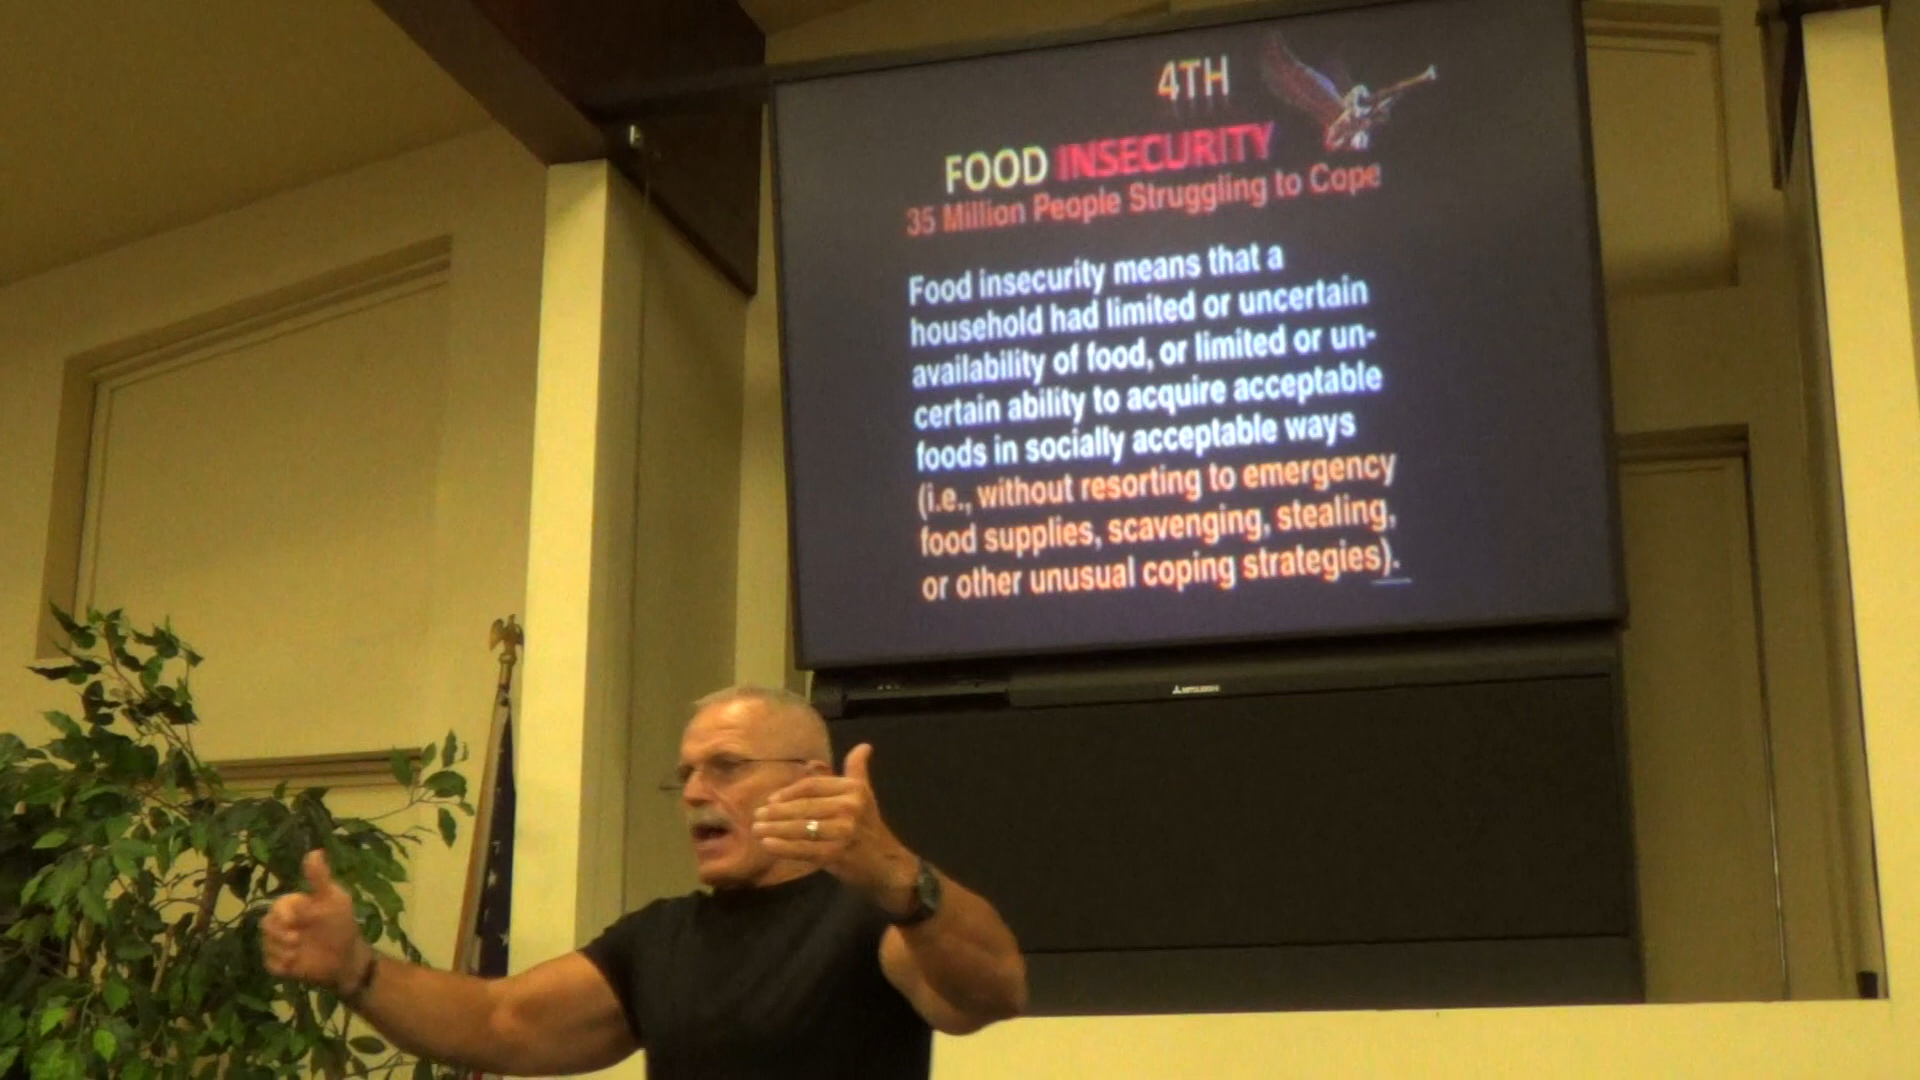 4TH
FOOD INSECURITY
35 Million People Struggling to Cope
Food insecurity means that a
household had limited or uncertain
availability of food, or limited or un-
certain ability to acquire acceptable
foods in socially acceptable ways
(i.e., without resorting to emergency
food supplies, scavenging, stealing,
or other unusual coping strategies).
MITSUBISHI